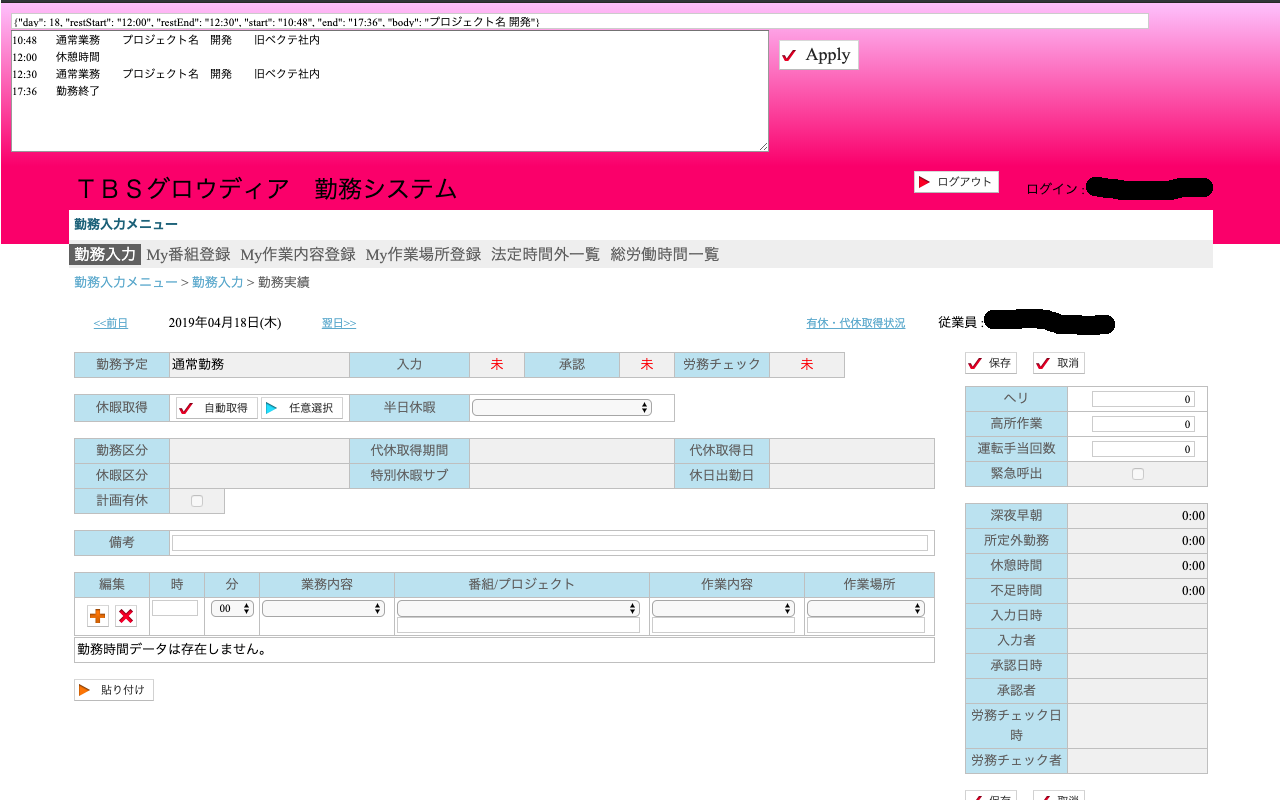 {"day": 18, "restStart": "12:00", "restEnd": "12:30", "start": "10:48", "end": "17:36", "body": "プロジェクト名 開発"}
10:48 通常業務 プロジェクト名 開発 旧ベクテ社内
12:00 休憩時間
12:30 通常業務 プロジェクト名 開発 旧ベクテ社内
17:36 勤務終了
Apply
ＴＢＳグロウディア 勤務システム
ログアウト
ログイン :
勤務入力メニュー
勤務入力 My番組登録 My作業内容登録 My作業場所登録 法定時間外一覧 総労働時間一覧
勤務入力メニュー > 勤務入力 > 勤務実績
<<前日 2019年04月18日(木) 翌日>> 有休・代休取得状況 従業員 :
勤務予定 通常勤務 入力 未 承認 未 労務チェック 未
休暇取得 自動取得 任意選択 半日休暇
勤務区分 代休取得期間 代休取得日
休暇区分 特別休暇サブ 休日出勤日
計画有休
備考
編集 時 分 業務内容 番組/プロジェクト 作業内容 作業場所
00
勤務時間データは存在しません。
貼り付け
保存 取消
ヘリ 0
高所作業 0
運転手当回数 0
緊急呼出
深夜早朝 0:00
所定外勤務 0:00
休憩時間 0:00
不足時間 0:00
入力日時
入力者
承認日時
承認者
労務チェック日
時
労務チェック者
保存 取消